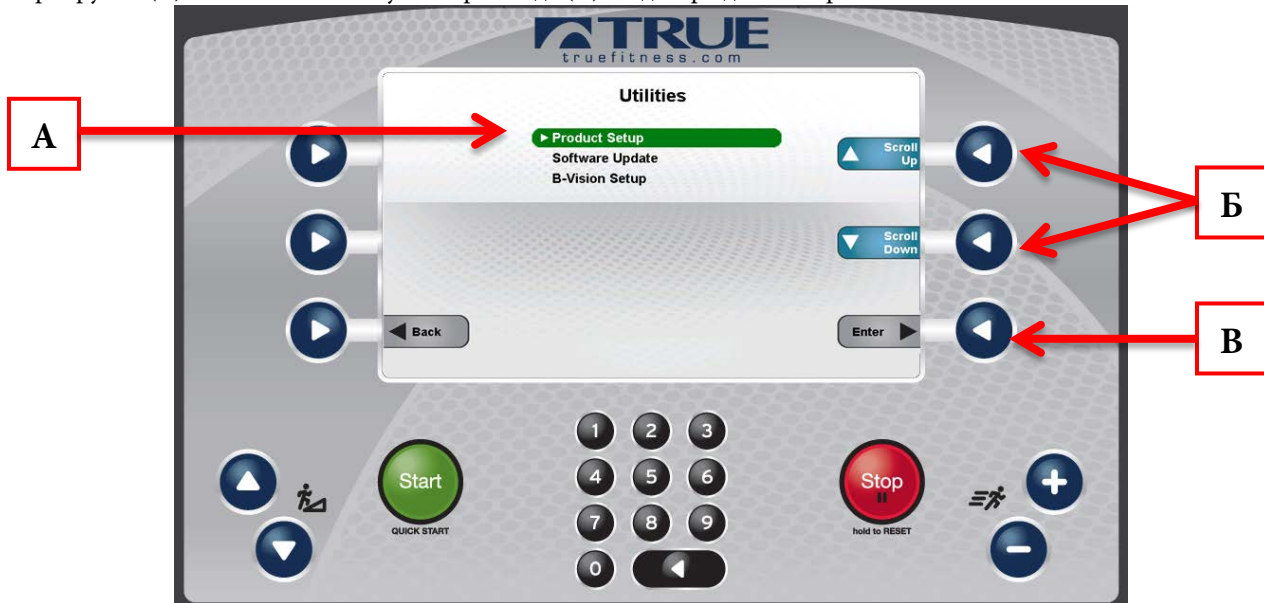 TRUE
truefitness.com
Utilities
А
Product Setup
Software Update
B-Vision Setup
Scroll Up
Б
Scroll Down
Back
Enter
В
1 2 3
Start
4 5 6
Stop
QUICK START
7 8 9
hold to RESET
0